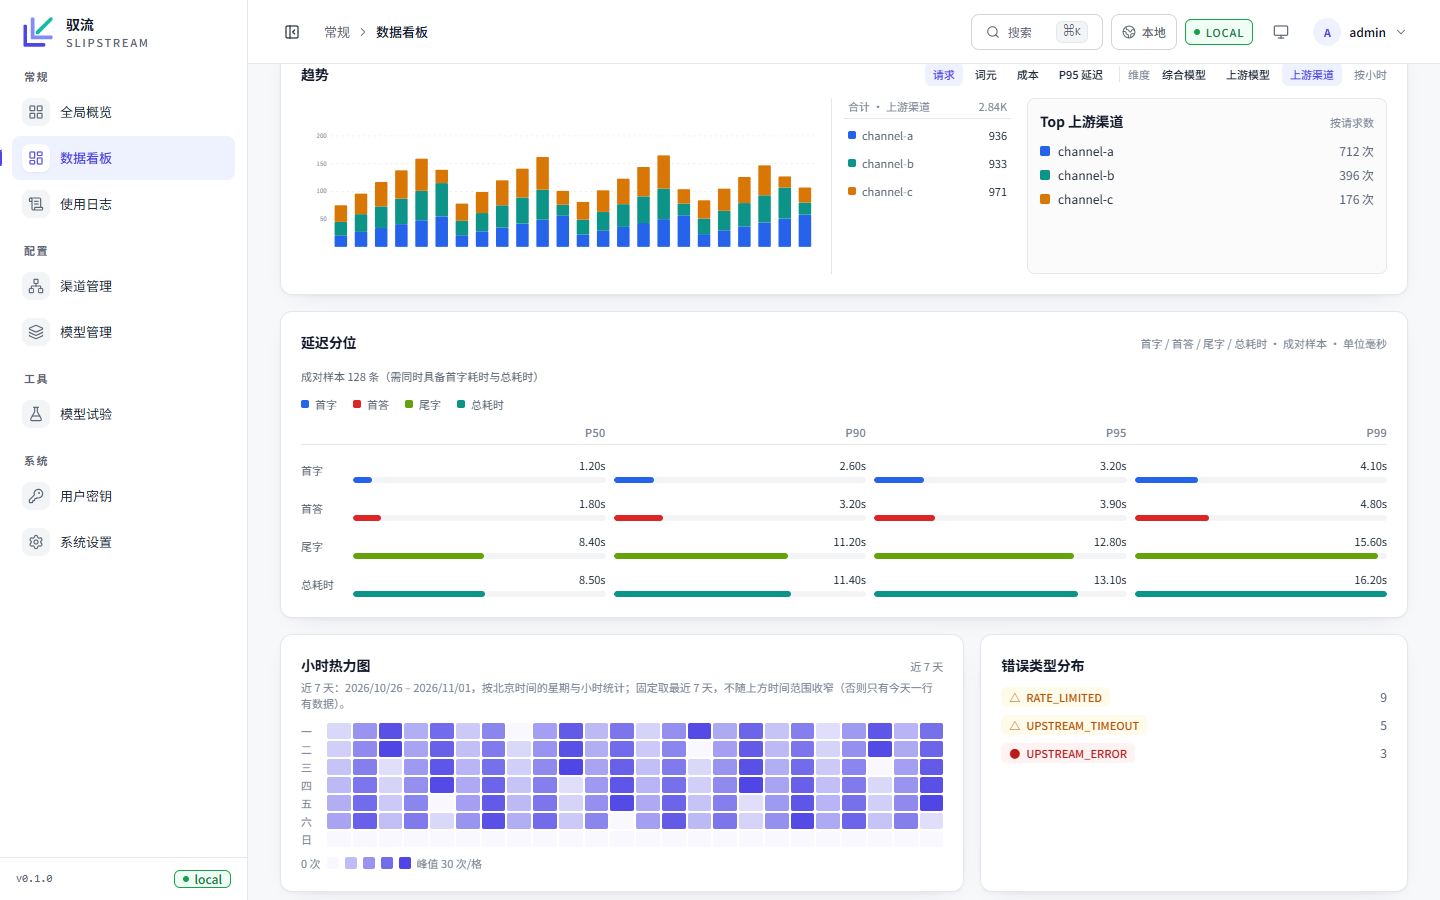 驭流
SLIPSTREAM
常规
全局概览
数据看板
使用日志
配置
渠道管理
模型管理
工具
模型试验
系统
用户密钥
系统设置
v0.1.0
local
常规
数据看板
搜索
⌘K
本地
LOCAL
A
admin
趋势
请求
词元
成本
P95 延迟
维度
综合模型
上游模型
上游渠道
按小时
200
150
100
50
合计 · 上游渠道
2.84K
channel-a
936
channel-b
933
channel-c
971
Top 上游渠道
按请求数
channel-a
712 次
channel-b
396 次
channel-c
176 次
延迟分位
首字 / 首答 / 尾字 / 总耗时 · 成对样本 · 单位毫秒
成对样本 128 条（需同时具备首字耗时与总耗时）
首字
首答
尾字
总耗时
P50
P90
P95
P99
首字
1.20s
2.60s
3.20s
4.10s
首答
1.80s
3.20s
3.90s
4.80s
尾字
8.40s
11.20s
12.80s
15.60s
总耗时
8.50s
11.40s
13.10s
16.20s
小时热力图
近 7 天
近 7 天：2026/10/26 – 2026/11/01，按北京时间的星期与小时统计；固定取最近 7 天，不随上方时间范围收窄（否则只有今天一行
有数据）。
一
二
三
四
五
六
日
0 次
峰值 30 次/格
错误类型分布
RATE_LIMITED
9
UPSTREAM_TIMEOUT
5
UPSTREAM_ERROR
3